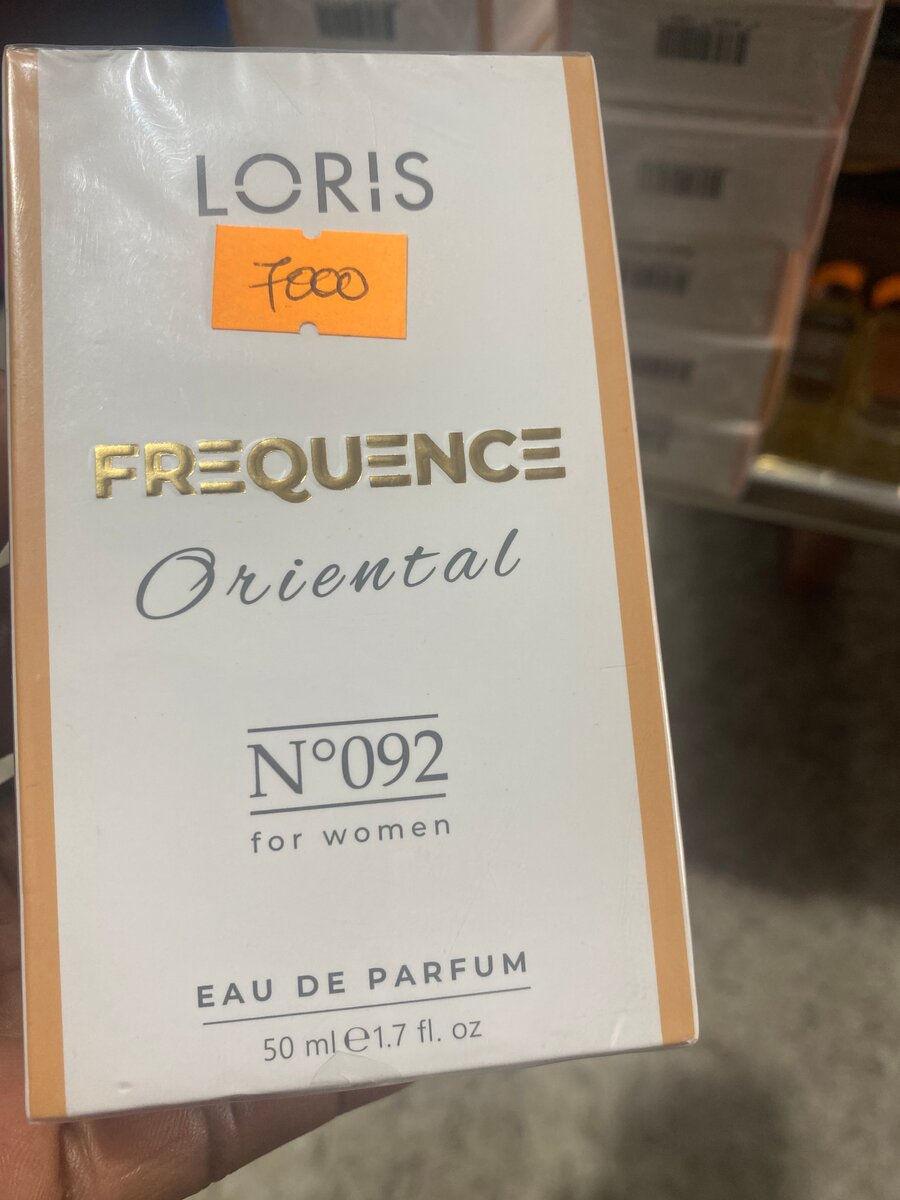 LORIS
7000
FREQUENCE
Oriental
N°092
for women
EAU DE PARFUM
50 ml ℮ 1.7 fl. oz